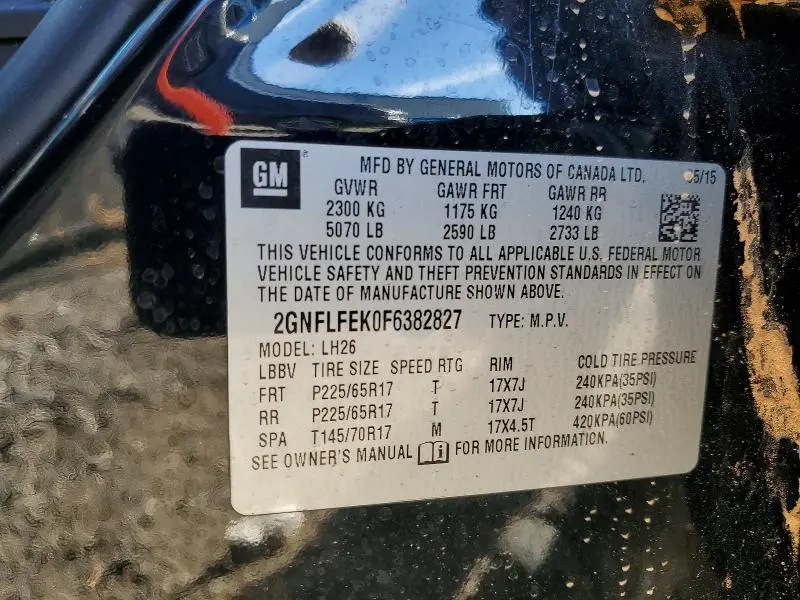 GM MFD BY GENERAL MOTORS OF CANADA LTD. 05/15
GVWR GAWR FRT GAWR RR
2300 KG 1175 KG 1240 KG
5070 LB 2590 LB 2733 LB
THIS VEHICLE CONFORMS TO ALL APPLICABLE U.S. FEDERAL MOTOR
VEHICLE SAFETY AND THEFT PREVENTION STANDARDS IN EFFECT ON
THE DATE OF MANUFACTURE SHOWN ABOVE.
2GNFLFEK0F6382827 TYPE: M.P.V.
MODEL: LH26
LBBV TIRE SIZE SPEED RTG RIM COLD TIRE PRESSURE
FRT P225/65R17 T 17X7J 240KPA(35PSI)
RR P225/65R17 T 17X7J 240KPA(35PSI)
SPA T145/70R17 M 17X4.5T 420KPA(60PSI)
SEE OWNER'S MANUAL i FOR MORE INFORMATION.